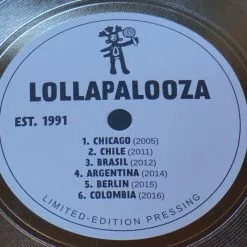 LOLLAPALOOZA
EST. 1991
1. CHICAGO (2005)
2. CHILE (2011)
3. BRASIL (2012)
4. ARGENTINA (2014)
5. BERLIN (2015)
6. COLOMBIA (2016)
LIMITED-EDITION PRESSING